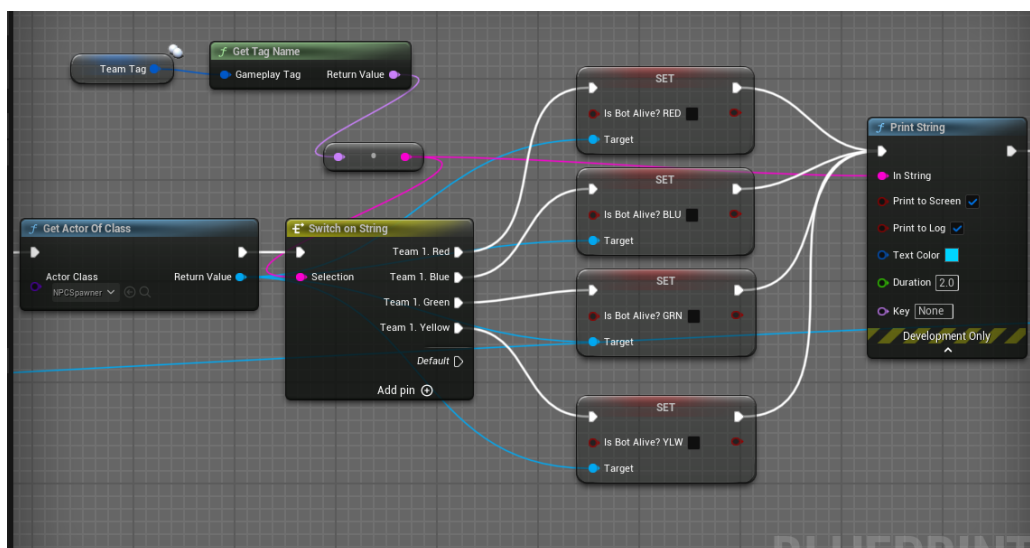 Get Tag Name
Team Tag
Gameplay Tag Return Value
SET
Is Bot Alive? RED
Target
Print String
In String
Print to Screen
Print to Log
Text Color
Duration 2.0
Key None
Development Only
SET
Is Bot Alive? BLU
Target
Get Actor Of Class
Actor Class Return Value
NPCSpawner
Switch on String
Team 1. Red
Selection Team 1. Blue
Team 1. Green
Team 1. Yellow
Default
Add pin
SET
Is Bot Alive? GRN
Target
SET
Is Bot Alive? YLW
Target
BLUEPRINT